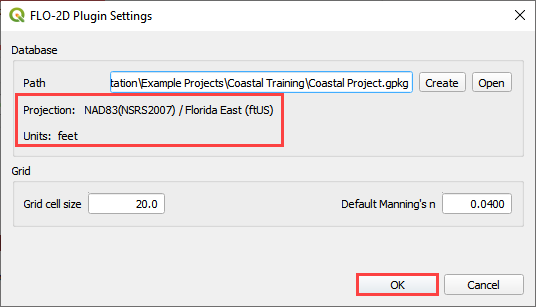 FLO-2D Plugin Settings
Database
Path tation\Example Projects\Coastal Training\Coastal Project.gpkg Create Open
Projection: NAD83(NSRS2007) / Florida East (ftUS)
Units: feet
Grid
Grid cell size 20.0 Default Manning's n 0.0400
OK Cancel